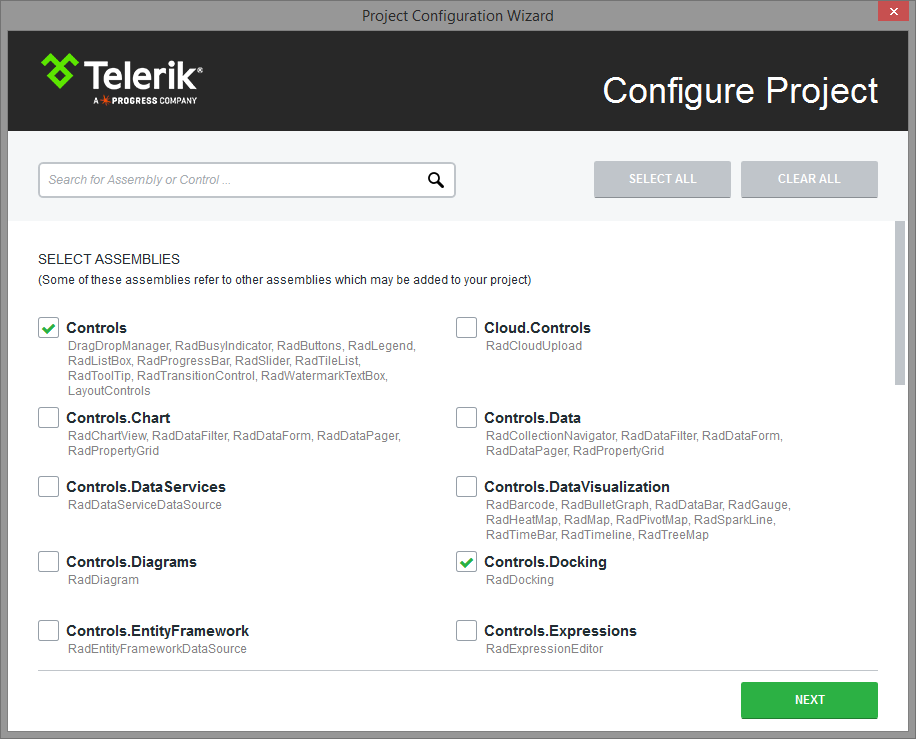 Project Configuration Wizard
Telerik®
A PROGRESS COMPANY
Configure Project
Search for Assembly or Control ...
SELECT ALL
CLEAR ALL
SELECT ASSEMBLIES
(Some of these assemblies refer to other assemblies which may be added to your project)
Controls
DragDropManager, RadBusyIndicator, RadButtons, RadLegend,
RadListBox, RadProgressBar, RadSlider, RadTileList,
RadToolTip, RadTransitionControl, RadWatermarkTextBox,
LayoutControls
Cloud.Controls
RadCloudUpload
Controls.Chart
RadChartView, RadDataFilter, RadDataForm, RadDataPager,
RadPropertyGrid
Controls.Data
RadCollectionNavigator, RadDataFilter, RadDataForm,
RadDataPager, RadPropertyGrid
Controls.DataServices
RadDataServiceDataSource
Controls.DataVisualization
RadBarcode, RadBulletGraph, RadDataBar, RadGauge,
RadHeatMap, RadMap, RadPivotMap, RadSparkLine,
RadTimeBar, RadTimeline, RadTreeMap
Controls.Diagrams
RadDiagram
Controls.Docking
RadDocking
Controls.EntityFramework
RadEntityFrameworkDataSource
Controls.Expressions
RadExpressionEditor
NEXT